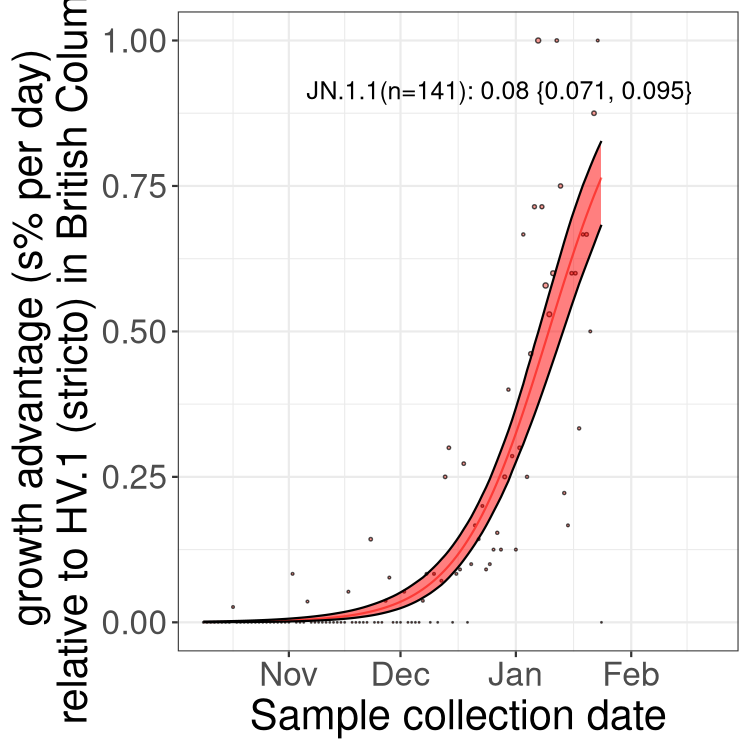 growth advantage (s% per day)
relative to HV.1 (stricto) in British Colum
1.00
0.75
0.50
0.25
0.00
JN.1.1(n=141): 0.08 {0.071, 0.095}
Nov Dec Jan Feb
Sample collection date